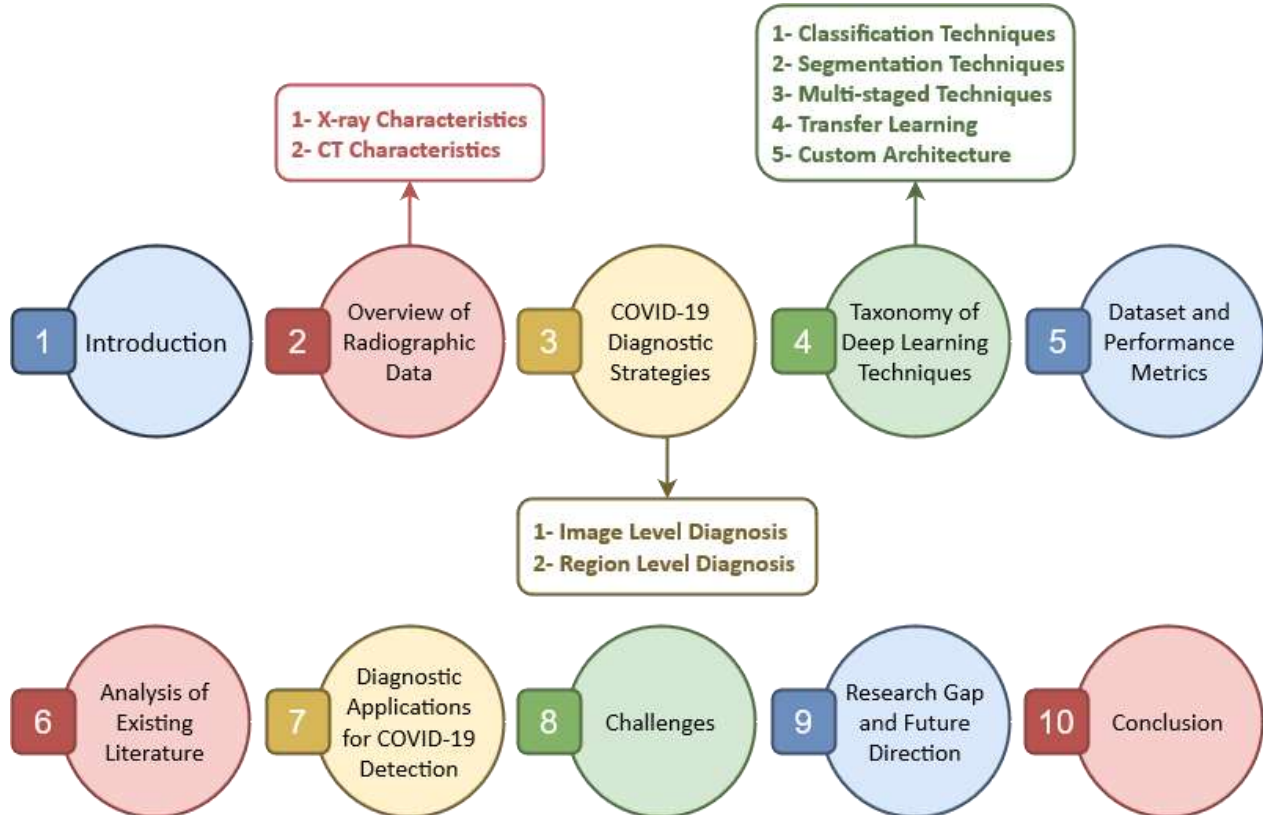 1- X-ray Characteristics
2- CT Characteristics
1- Classification Techniques
2- Segmentation Techniques
3- Multi-staged Techniques
4- Transfer Learning
5- Custom Architecture
1
Introduction
2
Overview of
Radiographic
Data
3
COVID-19
Diagnostic
Strategies
4
Taxonomy of
Deep Learning
Techniques
5
Dataset and
Performance
Metrics
1- Image Level Diagnosis
2- Region Level Diagnosis
6
Analysis of
Existing
Literature
7
Diagnostic
Applications
for COVID-19
Detection
8
Challenges
9
Research Gap
and Future
Direction
10
Conclusion